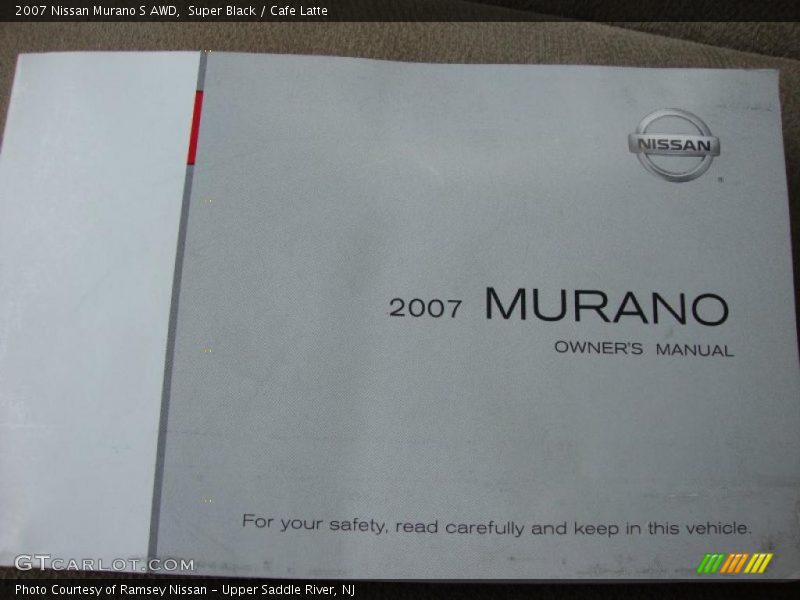 2007 Nissan Murano S AWD,  Super Black / Cafe Latte
NISSAN
®
2007 MURANO
OWNER'S MANUAL
For your safety, read carefully and keep in this vehicle.
GTCARLOT.COM
Photo Courtesy of Ramsey Nissan - Upper Saddle River, NJ